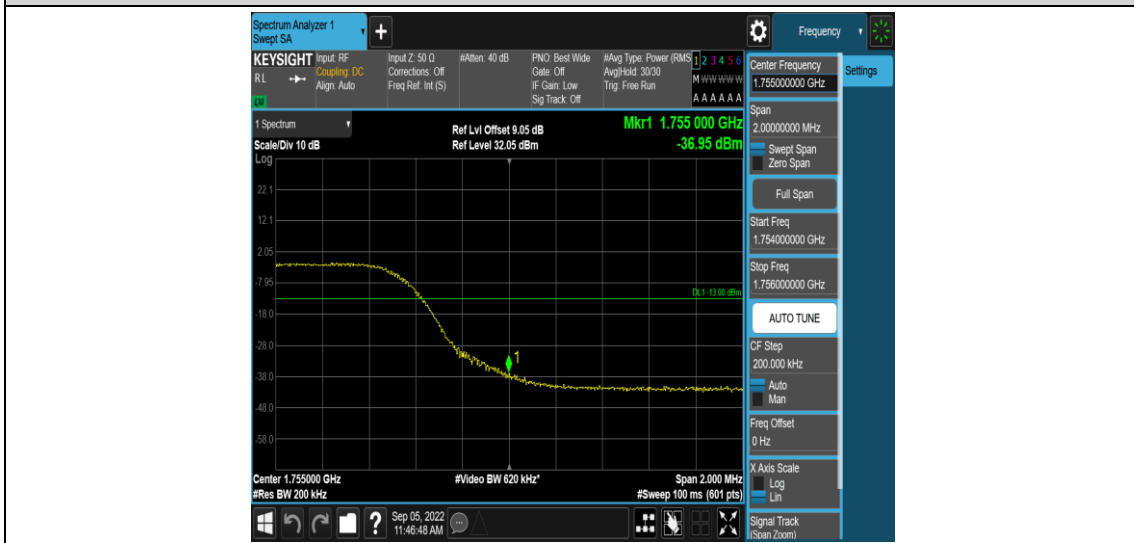 Spectrum Analyzer 1
Swept SA
+
Frequency
KEYSIGHT
RL
LXI
Input: RF
Coupling: DC
Align: Auto
Input Z: 50 Ω
Corrections: Off
Freq Ref: Int (S)
#Atten: 40 dB
PNO: Best Wide
Gate: Off
IF Gain: Low
Sig Track: Off
#Avg Type: Power (RMS
Avg|Hold: 30/30
Trig: Free Run
1 2 3 4 5 6
M W W W W W
A A A A A A
1 Spectrum
Scale/Div 10 dB
Ref Lvl Offset 9.05 dB
Ref Level 32.05 dBm
Mkr1 1.755 000 GHz
-36.95 dBm
Log
22.1
12.1
2.05
-7.95
DL1 -13.00 dBm
-18.0
-28.0
1
-38.0
-48.0
-58.0
Center 1.755000 GHz
#Res BW 200 kHz
#Video BW 620 kHz*
Span 2.000 MHz
#Sweep 100 ms (601 pts)
Center Frequency
1.755000000 GHz
Settings
Span
2.00000000 MHz
Swept Span
Zero Span
Full Span
Start Freq
1.754000000 GHz
Stop Freq
1.756000000 GHz
AUTO TUNE
CF Step
200.000 kHz
Auto
Man
Freq Offset
0 Hz
X Axis Scale
Log
Lin
Signal Track
(Span Zoom)
?
Sep 05, 2022
11:46:48 AM